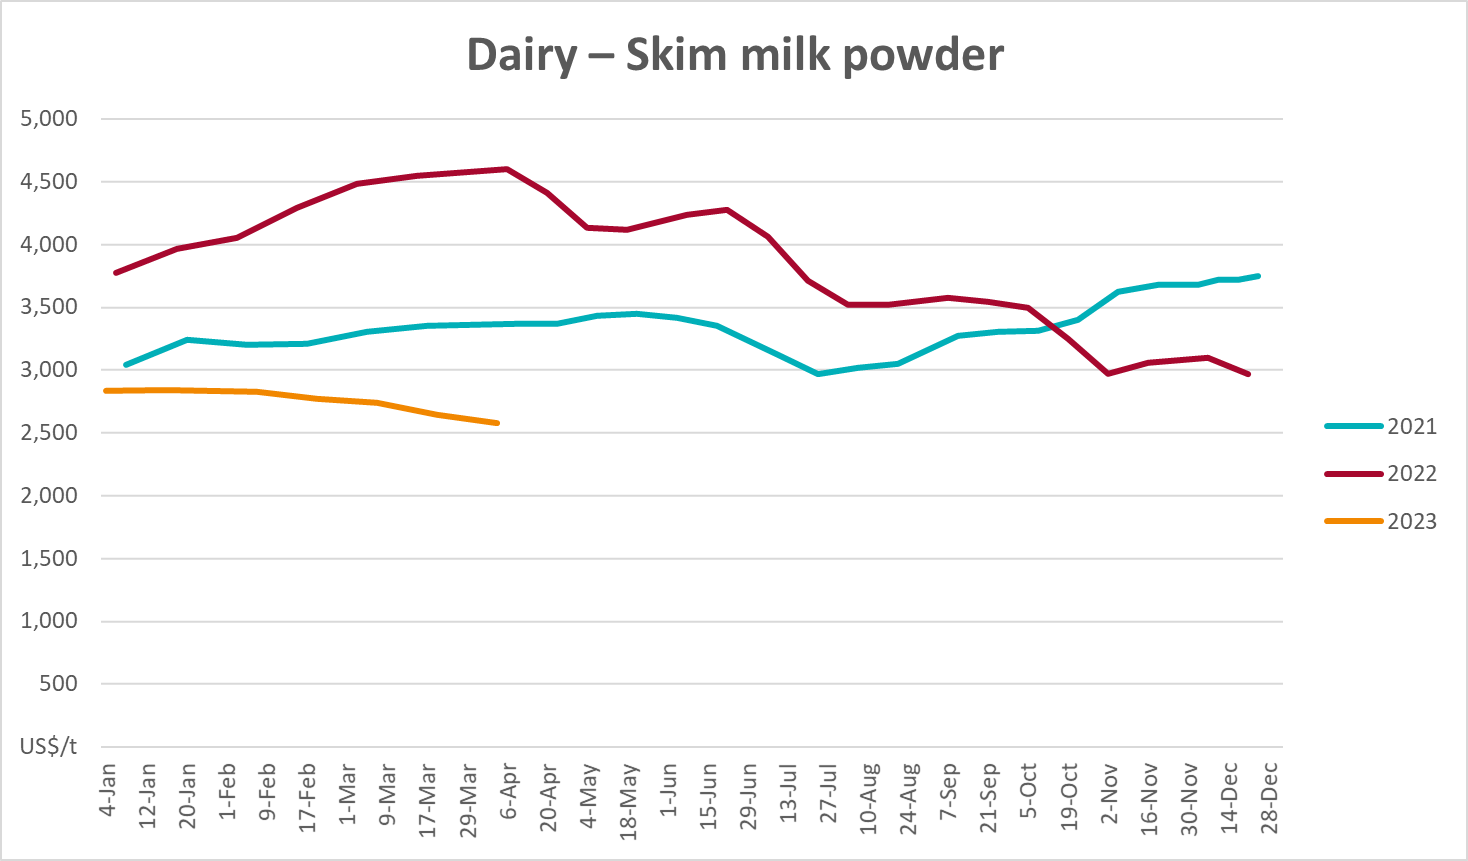 Dairy – Skim milk powder
5,000
4,500
4,000
3,500
3,000
2,500
2,000
1,500
1,000
500
US$/t
4-Jan
12-Jan
20-Jan
1-Feb
9-Feb
17-Feb
1-Mar
9-Mar
17-Mar
29-Mar
6-Apr
20-Apr
4-May
18-May
1-Jun
15-Jun
29-Jun
13-Jul
27-Jul
10-Aug
24-Aug
7-Sep
21-Sep
5-Oct
19-Oct
2-Nov
16-Nov
30-Nov
14-Dec
28-Dec
2021
2022
2023